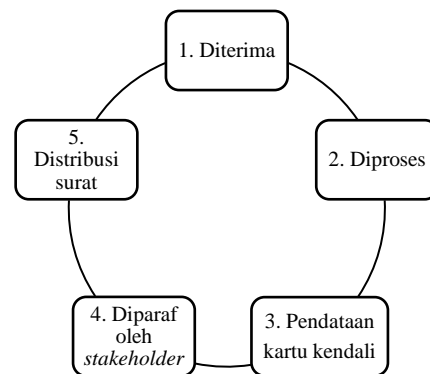 1. Diterima
2. Diproses
3. Pendataan
kartu kendali
4. Diparaf
oleh
stakeholder
5.
Distribusi
surat